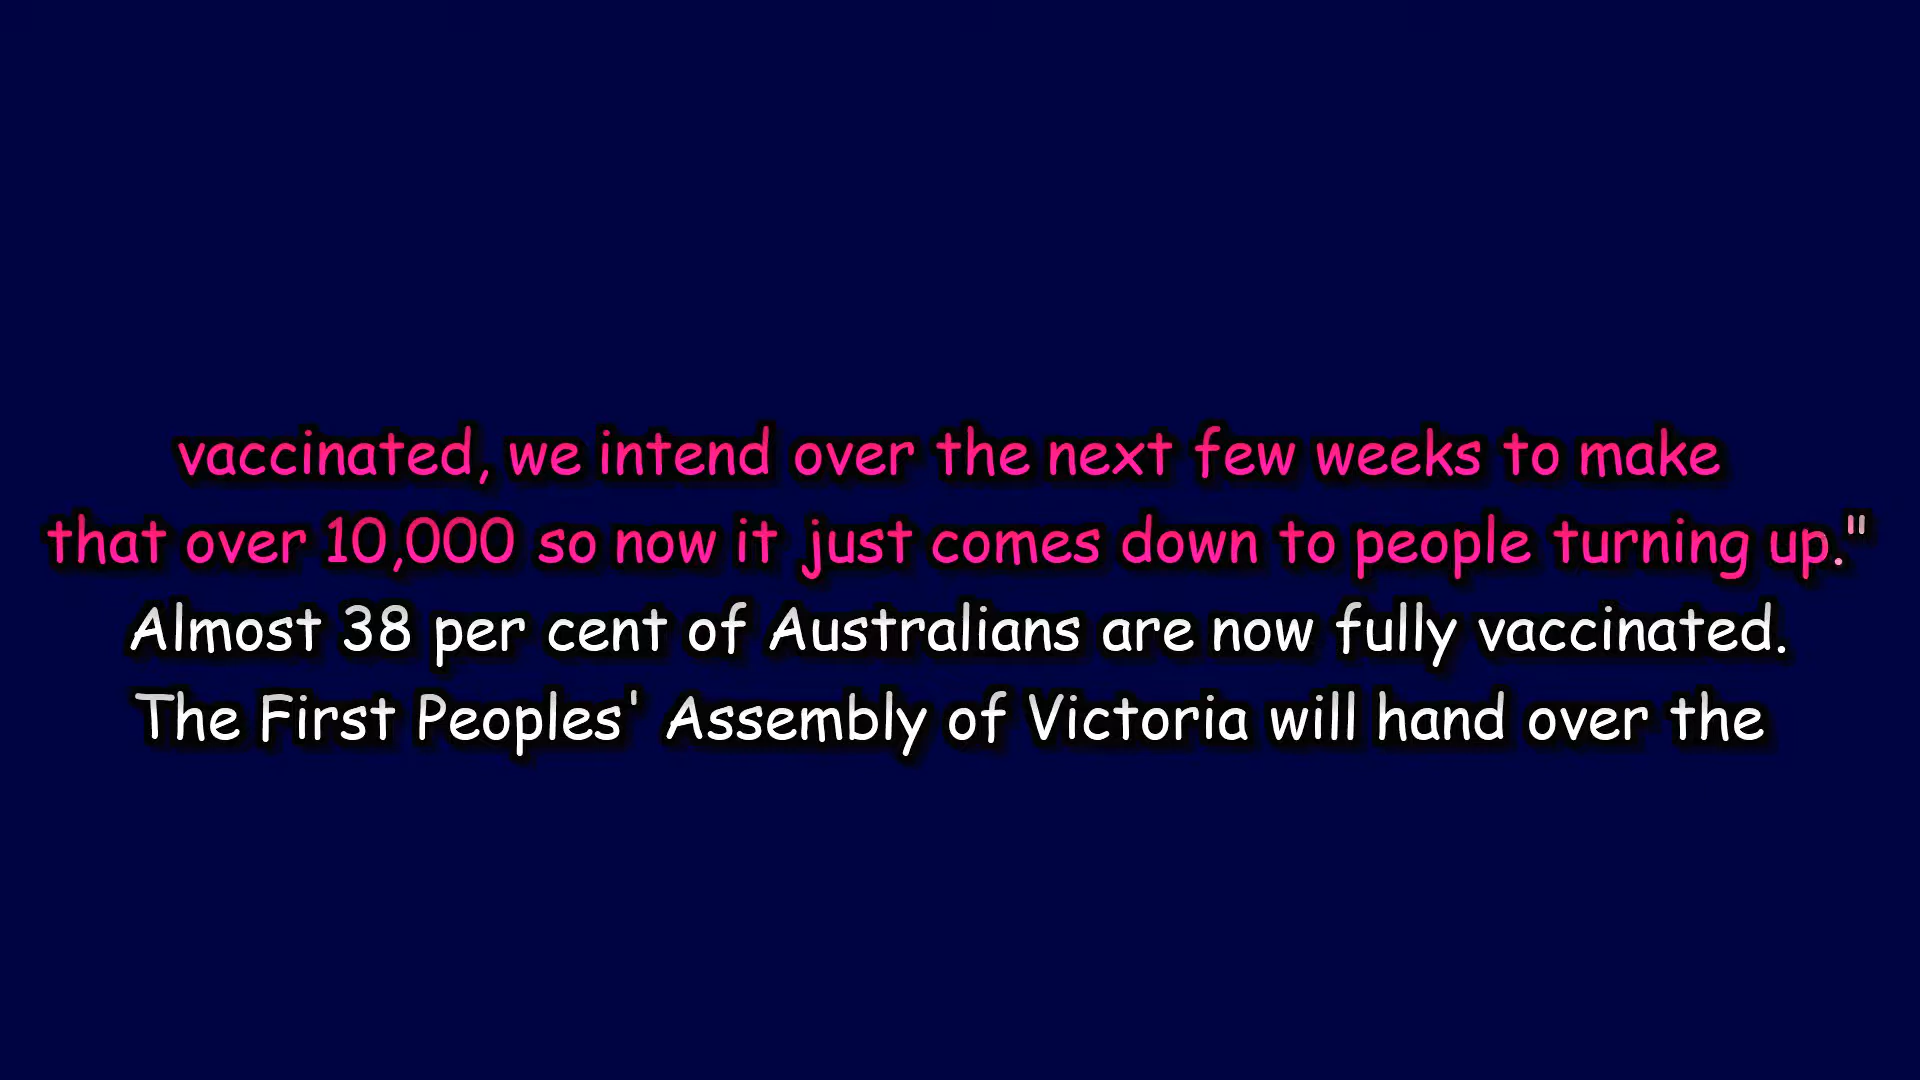 vaccinated, we intend over the next few weeks to make
that over 10,000 so now it just comes down to people turning up."
Almost 38 per cent of Australians are now fully vaccinated.
The First Peoples' Assembly of Victoria will hand over the